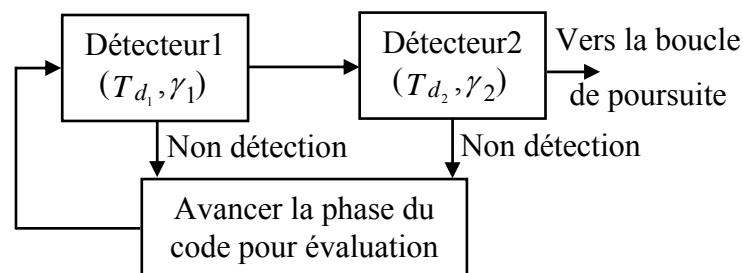 Détecteur1
(T_{d_1}, γ_1)
Détecteur2
(T_{d_2}, γ_2)
Vers la boucle
de poursuite
Non détection
Non détection
Avancer la phase du
code pour évaluation